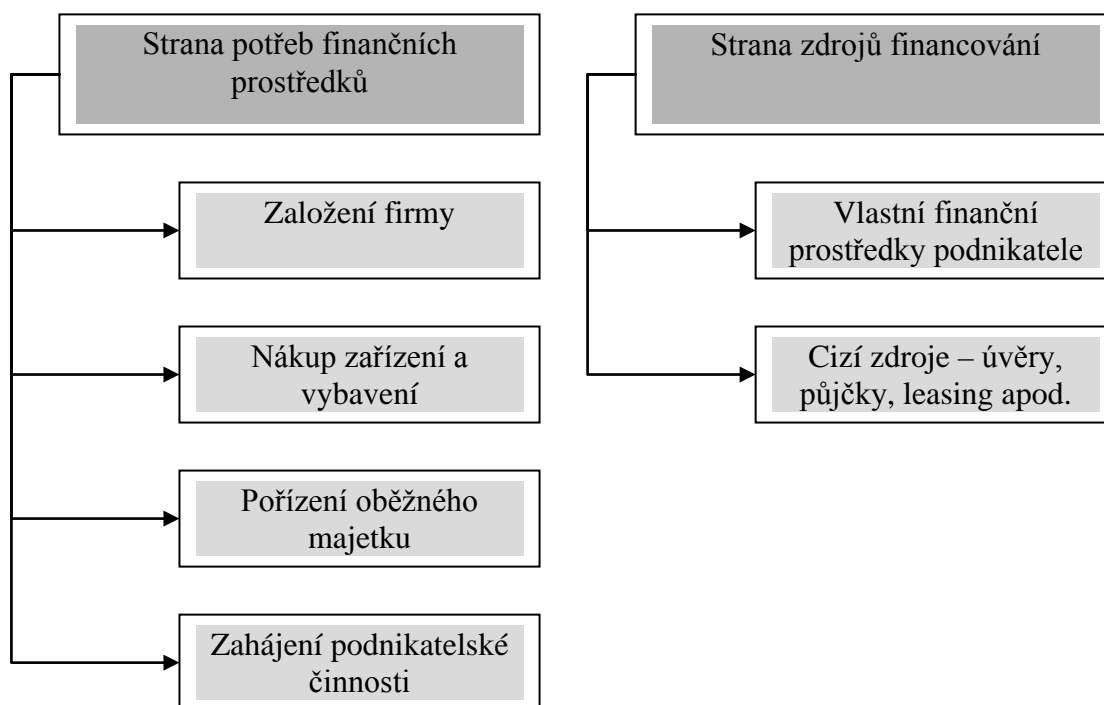 Strana potřeb finančních
prostředků
Založení firmy
Nákup zařízení a
vybavení
Pořízení oběžného
majetku
Zahájení podnikatelské
činnosti
Strana zdrojů financování
Vlastní finanční
prostředky podnikatele
Cizí zdroje – úvěry,
půjčky, leasing apod.